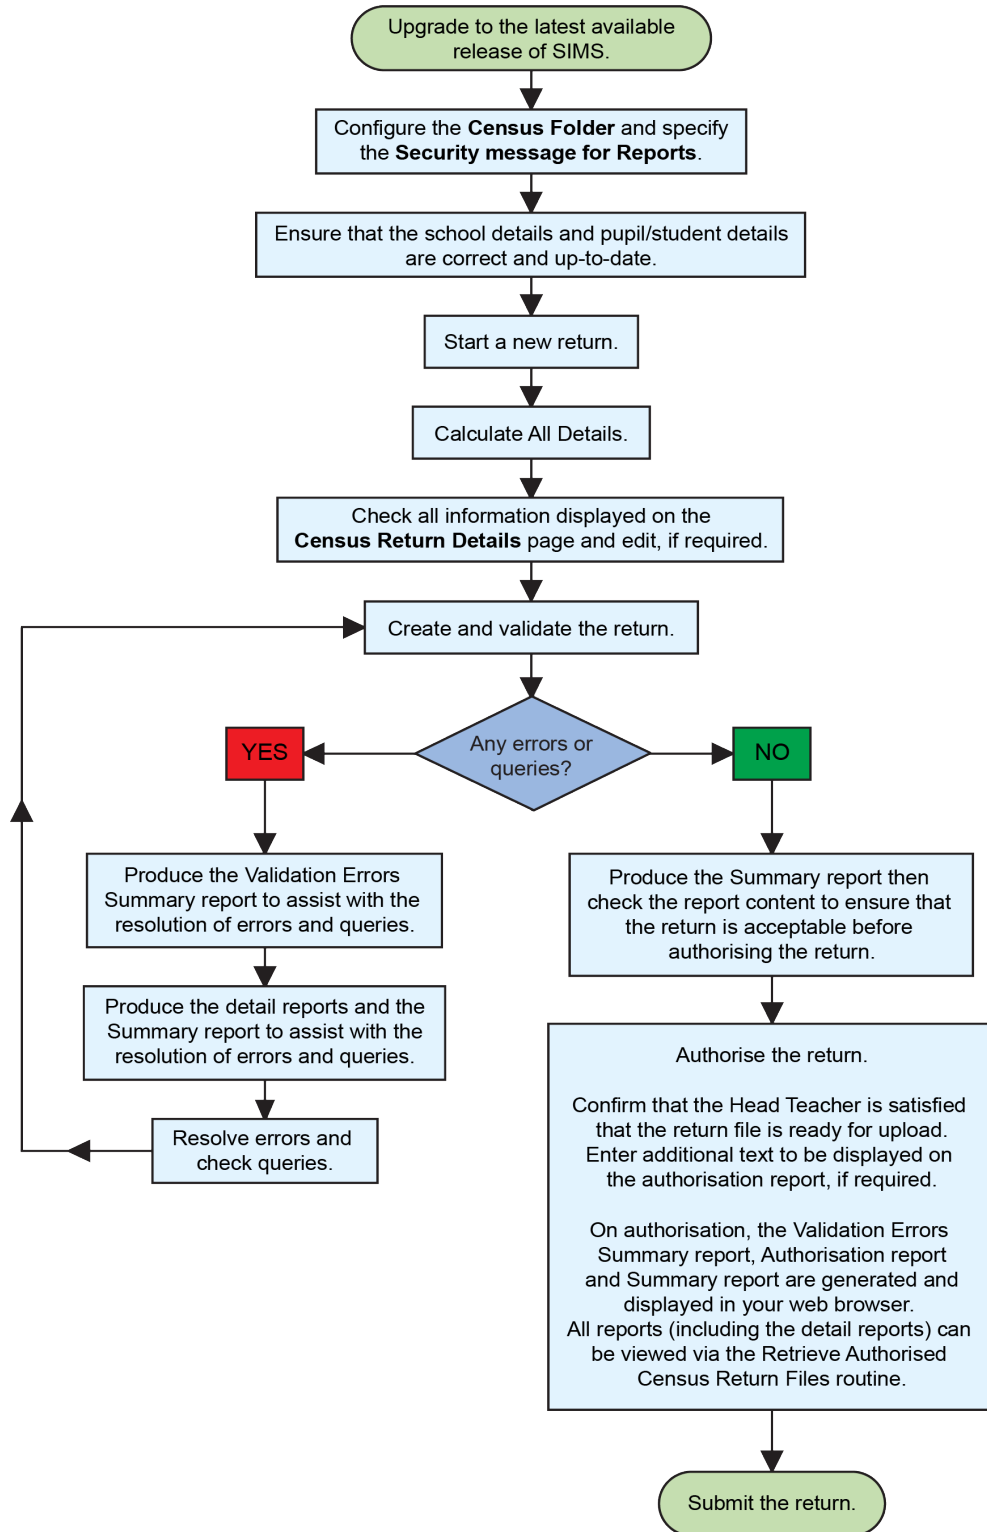 Upgrade to the latest available
release of SIMS.
Configure the Census Folder and specify
the Security message for Reports.
Ensure that the school details and pupil/student details
are correct and up-to-date.
Start a new return.
Calculate All Details.
Check all information displayed on the
Census Return Details page and edit, if required.
Create and validate the return.
Any errors or
queries?
YES
NO
Produce the Validation Errors
Summary report to assist with the
resolution of errors and queries.
Produce the detail reports and the
Summary report to assist with the
resolution of errors and queries.
Resolve errors and
check queries.
Produce the Summary report then
check the report content to ensure that
the return is acceptable before
authorising the return.
Authorise the return.
Confirm that the Head Teacher is satisfied
that the return file is ready for upload.
Enter additional text to be displayed on
the authorisation report, if required.
On authorisation, the Validation Errors
Summary report, Authorisation report
and Summary report are generated and
displayed in your web browser.
All reports (including the detail reports) can
be viewed via the Retrieve Authorised
Census Return Files routine.
Submit the return.